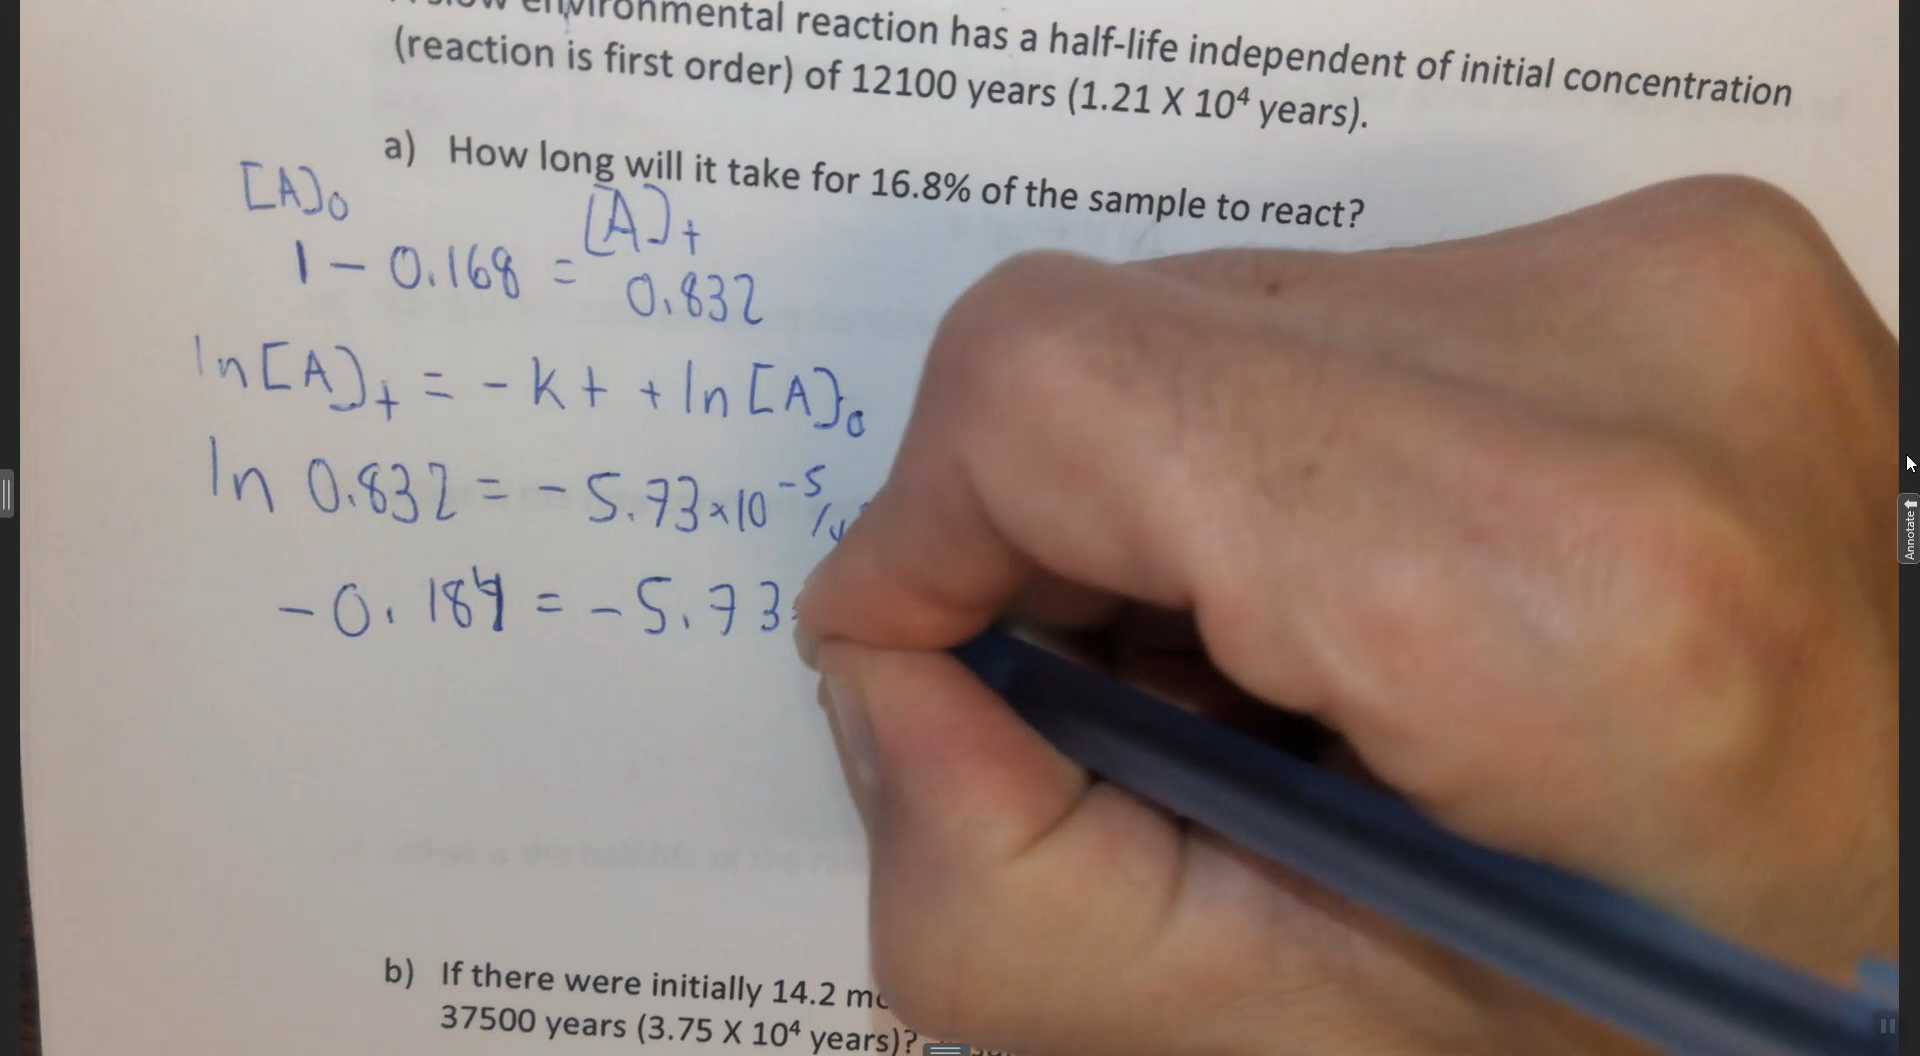 environmental reaction has a half-life independent of initial concentration
(reaction is first order) of 12100 years (1.21 X 10⁴ years).
a) How long will it take for 16.8% of the sample to react?
[A]₀ [A]t
1 - 0.168 = 0.832
ln[A]t = -kt + ln[A]₀
ln 0.832 = -5.73×10⁻⁵/
-0.184 = -5.73
b) If there were initially 14.2
37500 years (3.75 X 10⁴ years)?
Annotate